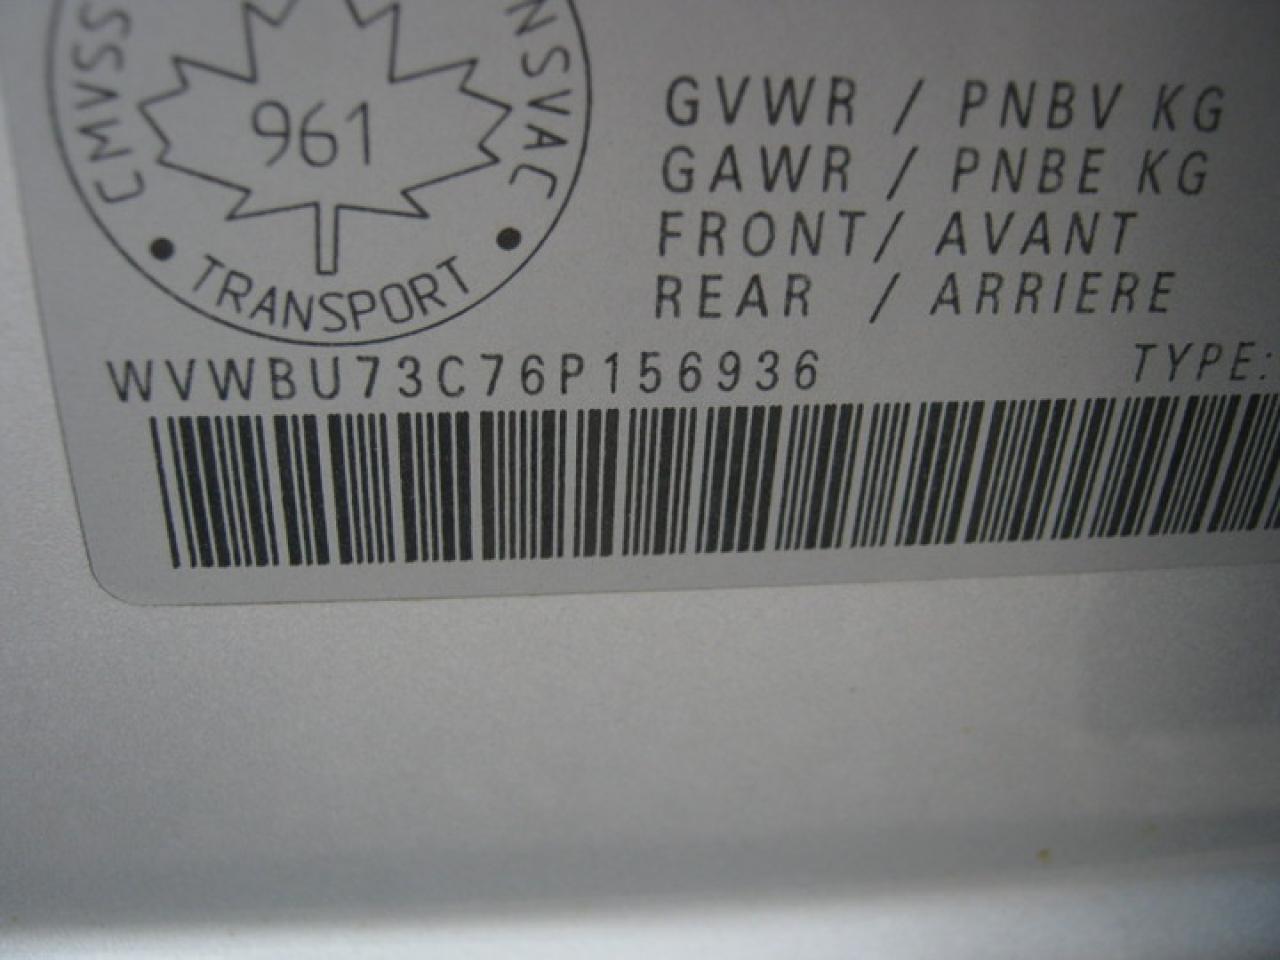 CMVSS
NSVAC
961
• TRANSPORT •
GVWR / PNBV KG
GAWR / PNBE KG
FRONT/ AVANT
REAR / ARRIERE
WVWBU73C76P156936
TYPE: